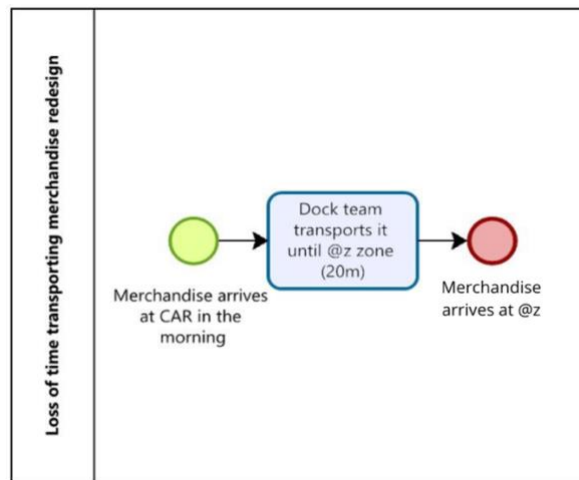 Loss of time transporting merchandise redesign
Merchandise arrives
at CAR in the
morning
Dock team
transports it
until @z zone
(20m)
Merchandise
arrives at @z